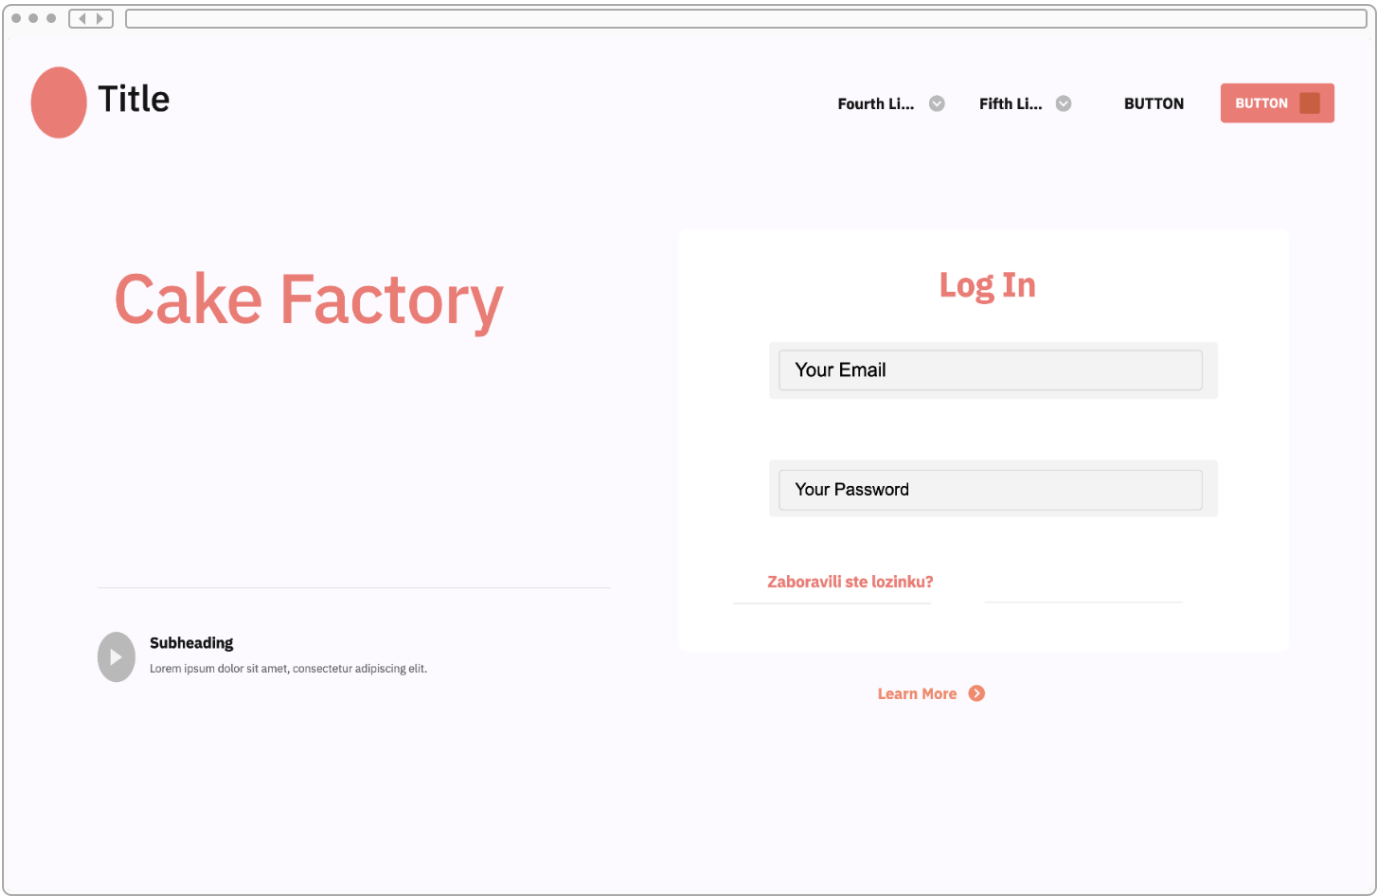 Title
Fourth Li...
Fifth Li...
BUTTON
BUTTON
Cake Factory
Log In
Your Email
Your Password
Zaboravili ste lozinku?
Subheading
Lorem ipsum dolor sit amet, consectetur adipiscing elit.
Learn More